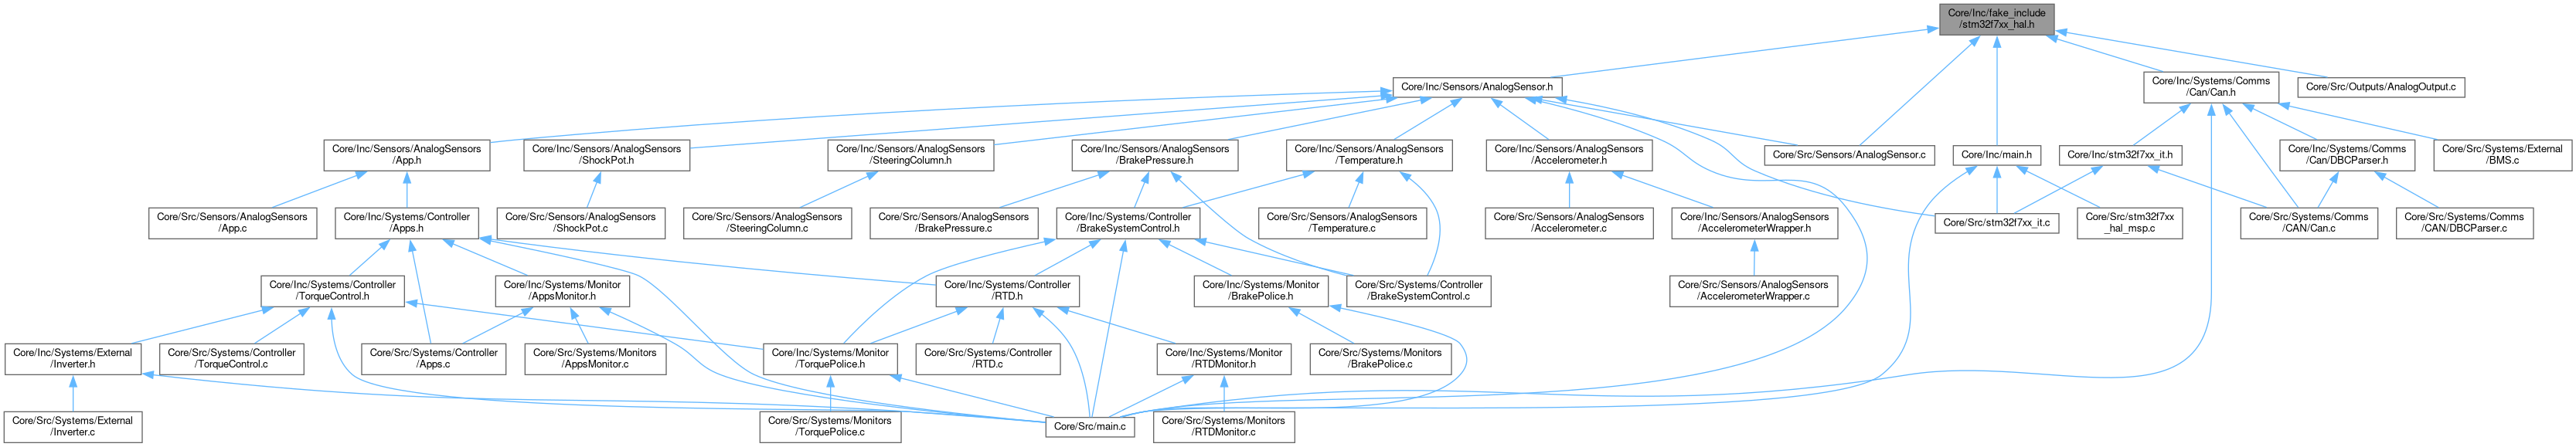 Core/Inc/fake_include
/stm32f7xx_hal.h
Core/Inc/Sensors/AnalogSensor.h
Core/Inc/Systems/Comms
/Can/Can.h
Core/Src/Outputs/AnalogOutput.c
Core/Inc/Sensors/AnalogSensors
/App.h
Core/Inc/Sensors/AnalogSensors
/ShockPot.h
Core/Inc/Sensors/AnalogSensors
/SteeringColumn.h
Core/Inc/Sensors/AnalogSensors
/BrakePressure.h
Core/Inc/Sensors/AnalogSensors
/Temperature.h
Core/Inc/Sensors/AnalogSensors
/Accelerometer.h
Core/Src/Sensors/AnalogSensor.c
Core/Inc/main.h
Core/Inc/stm32f7xx_it.h
Core/Inc/Systems/Comms
/Can/DBCParser.h
Core/Src/Systems/External
/BMS.c
Core/Src/Sensors/AnalogSensors
/App.c
Core/Inc/Systems/Controller
/Apps.h
Core/Src/Sensors/AnalogSensors
/ShockPot.c
Core/Src/Sensors/AnalogSensors
/SteeringColumn.c
Core/Src/Sensors/AnalogSensors
/BrakePressure.c
Core/Inc/Systems/Controller
/BrakeSystemControl.h
Core/Src/Sensors/AnalogSensors
/Temperature.c
Core/Src/Sensors/AnalogSensors
/Accelerometer.c
Core/Inc/Sensors/AnalogSensors
/AccelerometerWrapper.h
Core/Src/stm32f7xx_it.c
Core/Src/stm32f7xx
_hal_msp.c
Core/Src/Systems/Comms
/CAN/Can.c
Core/Src/Systems/Comms
/CAN/DBCParser.c
Core/Inc/Systems/Controller
/TorqueControl.h
Core/Inc/Systems/Monitor
/AppsMonitor.h
Core/Inc/Systems/Controller
/RTD.h
Core/Inc/Systems/Monitor
/BrakePolice.h
Core/Src/Systems/Controller
/BrakeSystemControl.c
Core/Src/Sensors/AnalogSensors
/AccelerometerWrapper.c
Core/Inc/Systems/External
/Inverter.h
Core/Src/Systems/Controller
/TorqueControl.c
Core/Src/Systems/Controller
/Apps.c
Core/Src/Systems/Monitors
/AppsMonitor.c
Core/Inc/Systems/Monitor
/TorquePolice.h
Core/Src/Systems/Controller
/RTD.c
Core/Inc/Systems/Monitor
/RTDMonitor.h
Core/Src/Systems/Monitors
/BrakePolice.c
Core/Src/Systems/External
/Inverter.c
Core/Src/Systems/Monitors
/TorquePolice.c
Core/Src/main.c
Core/Src/Systems/Monitors
/RTDMonitor.c